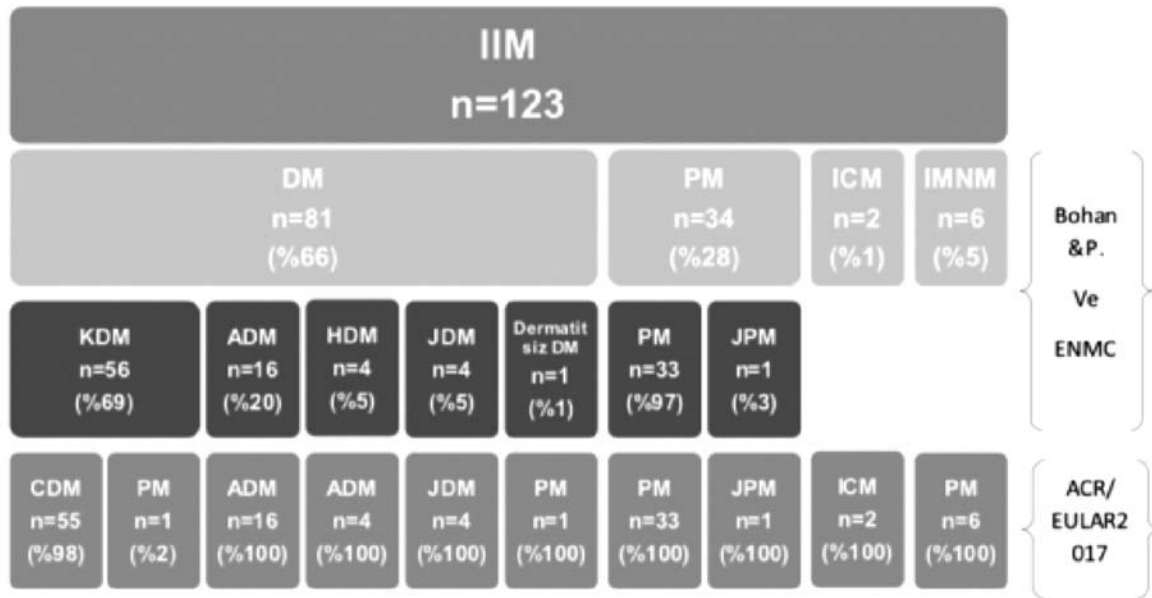 IIM
n=123
DM
n=81
(%66)
PM
n=34
(%28)
ICM
n=2
(%1)
IMNM
n=6
(%5)
Bohan
&P.
Ve
ENMC
KDM
n=56
(%69)
ADM
n=16
(%20)
HDM
n=4
(%5)
JDM
n=4
(%5)
Dermatit
siz DM
n=1
(%1)
PM
n=33
(%97)
JPM
n=1
(%3)
CDM
n=55
(%98)
PM
n=1
(%2)
ADM
n=16
(%100)
ADM
n=4
(%100)
JDM
n=4
(%100)
PM
n=1
(%100)
PM
n=33
(%100)
JPM
n=1
(%100)
ICM
n=2
(%100)
PM
n=6
(%100)
ACR/
EULAR2
017